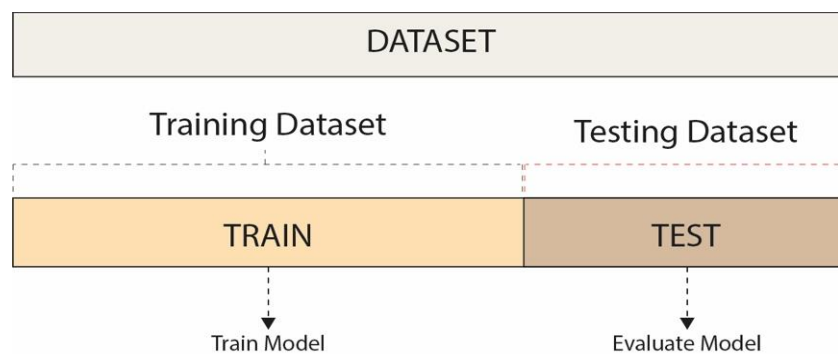 DATASET
Training Dataset
Testing Dataset
TRAIN
TEST
Train Model
Evaluate Model